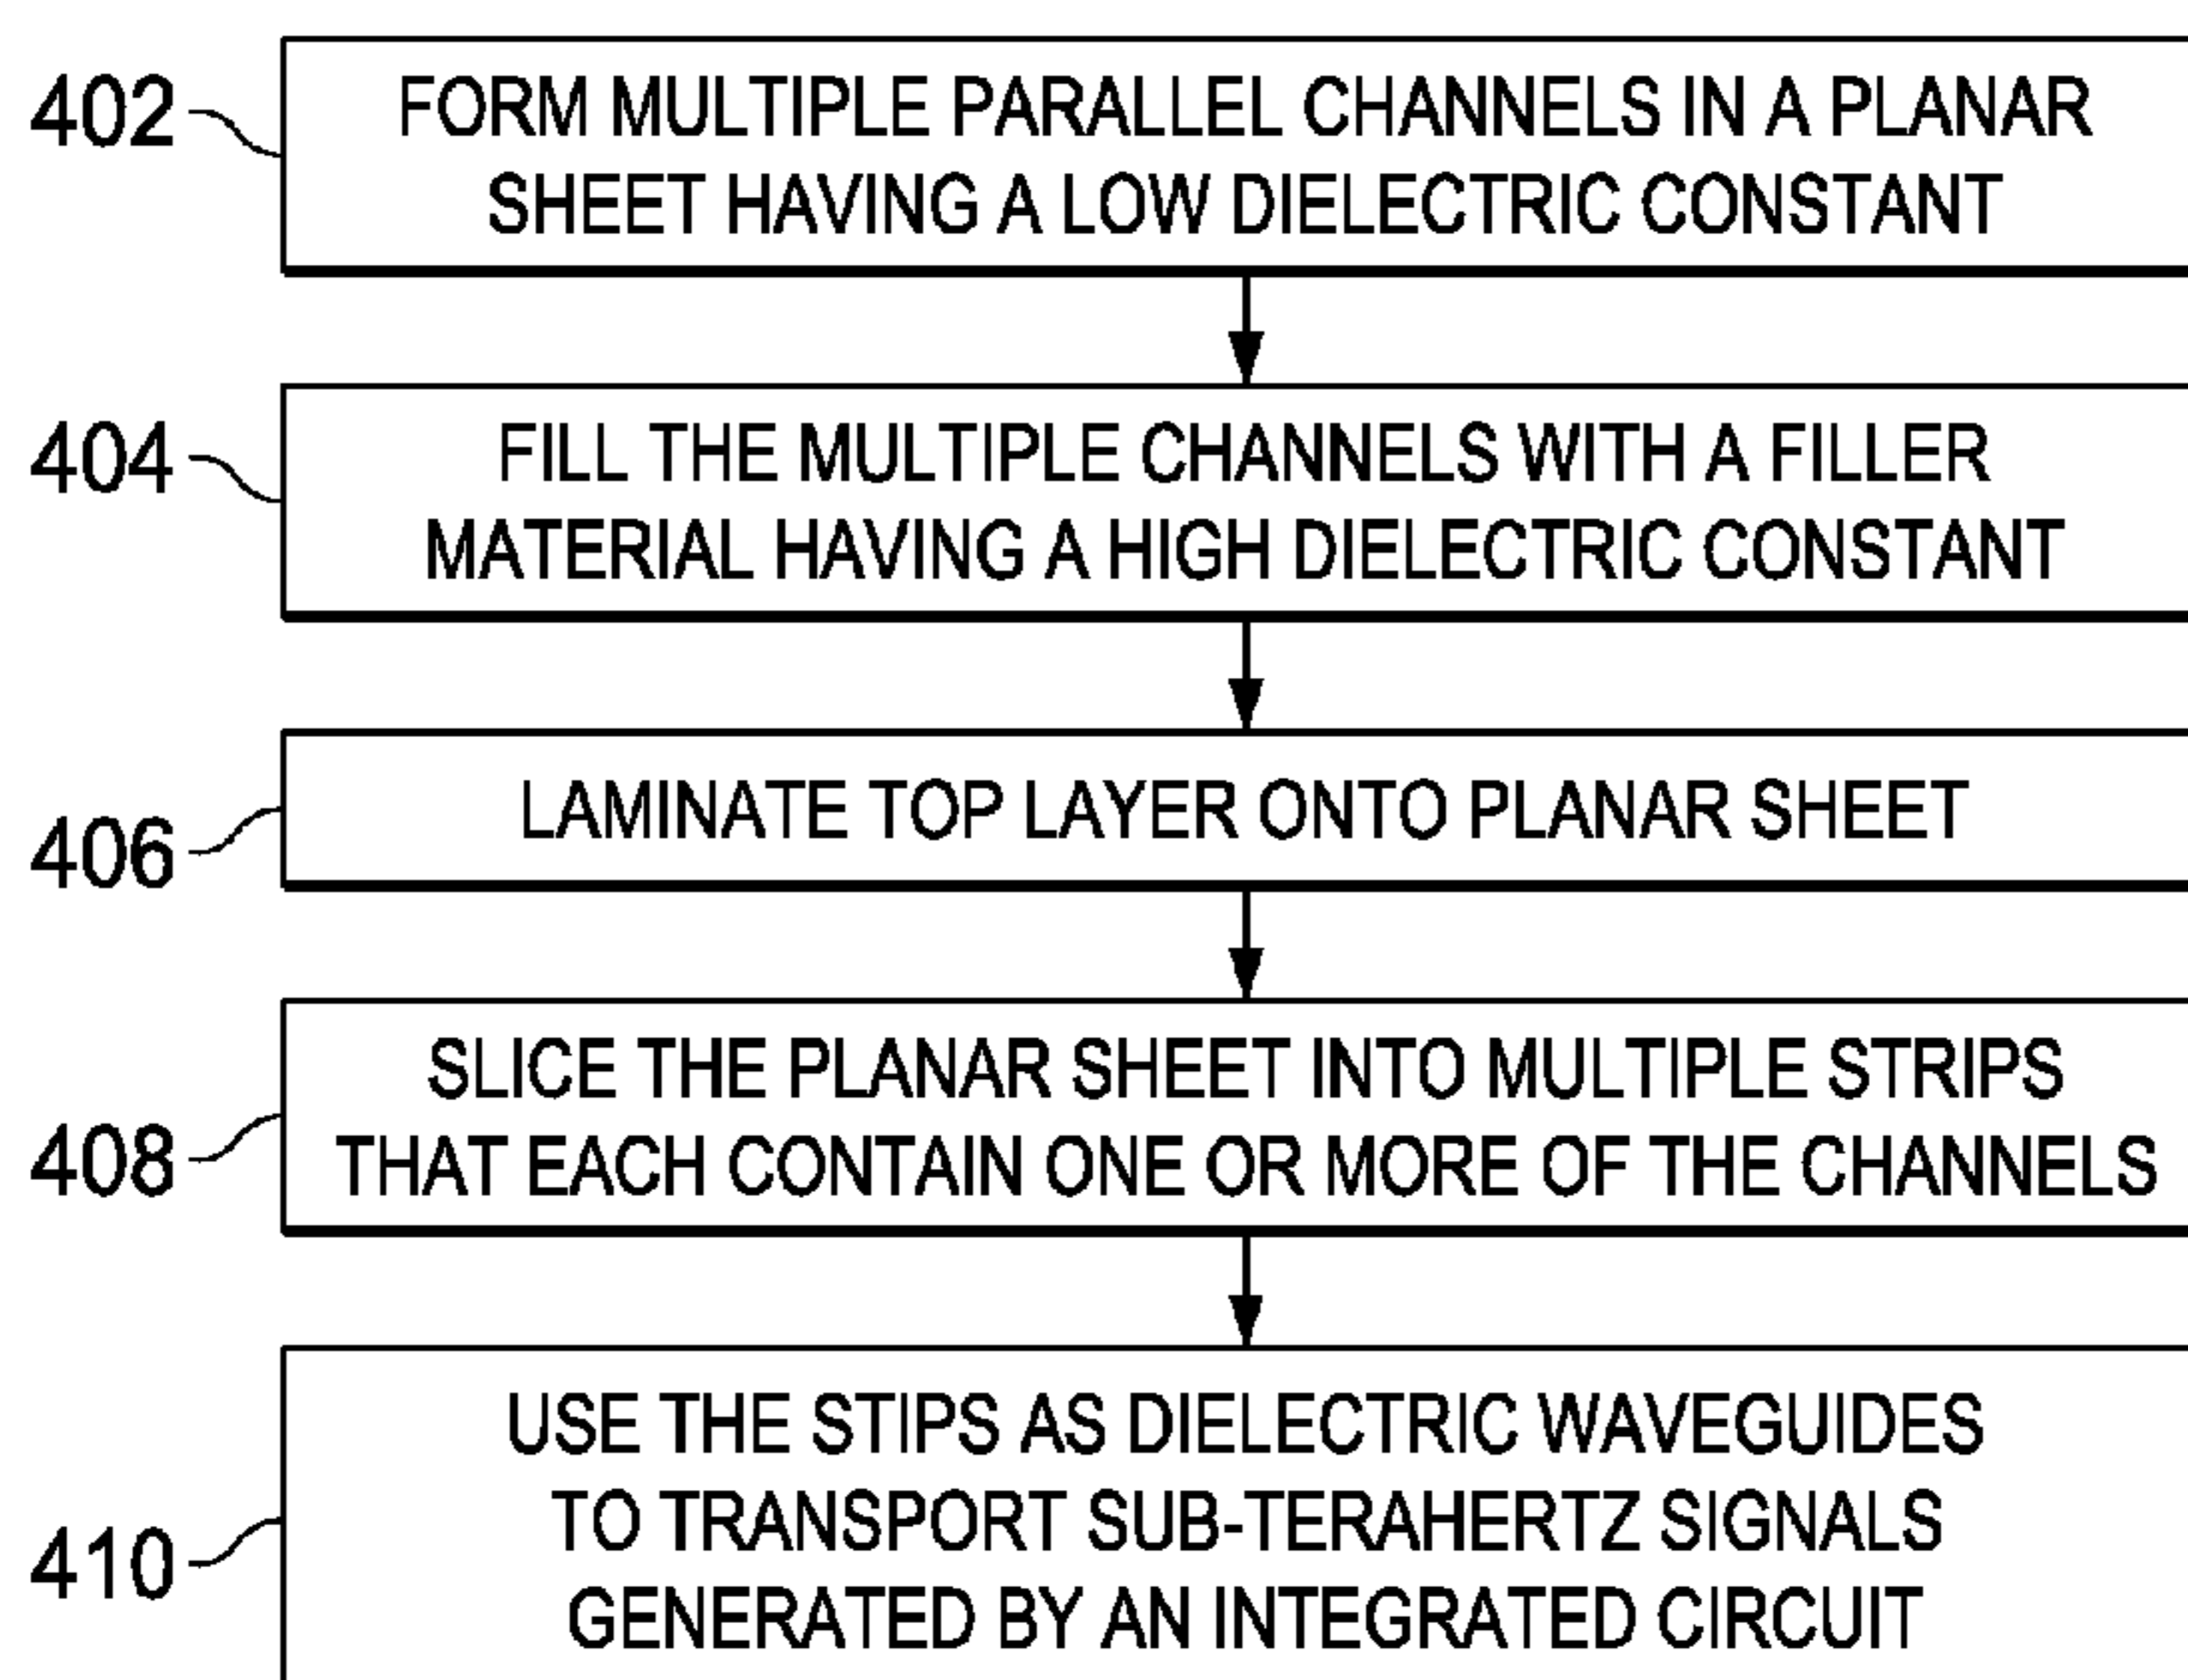 402
FORM MULTIPLE PARALLEL CHANNELS IN A PLANAR
SHEET HAVING A LOW DIELECTRIC CONSTANT
404
FILL THE MULTIPLE CHANNELS WITH A FILLER
MATERIAL HAVING A HIGH DIELECTRIC CONSTANT
406
LAMINATE TOP LAYER ONTO PLANAR SHEET
408
SLICE THE PLANAR SHEET INTO MULTIPLE STRIPS
THAT EACH CONTAIN ONE OR MORE OF THE CHANNELS
410
USE THE STIPS AS DIELECTRIC WAVEGUIDES
TO TRANSPORT SUB-TERAHERTZ SIGNALS
GENERATED BY AN INTEGRATED CIRCUIT